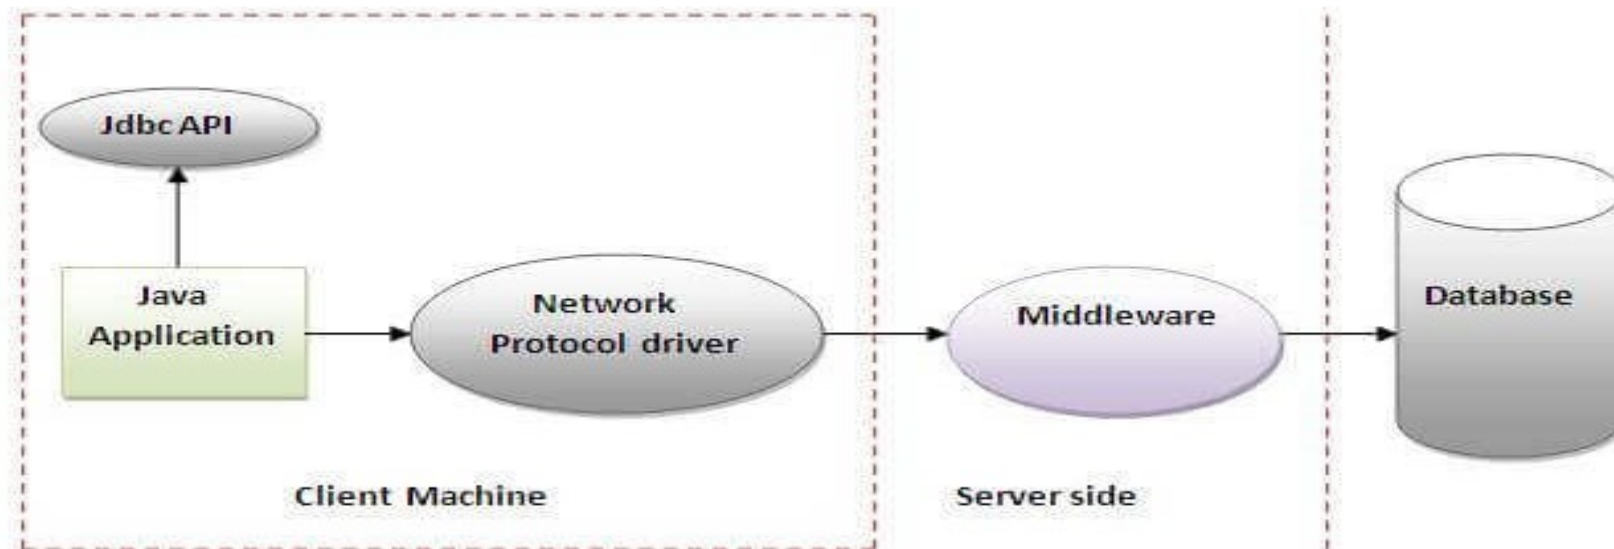 Jdbc API
Java
Application
Network
Protocol driver
Middleware
Database
Client Machine
Server side